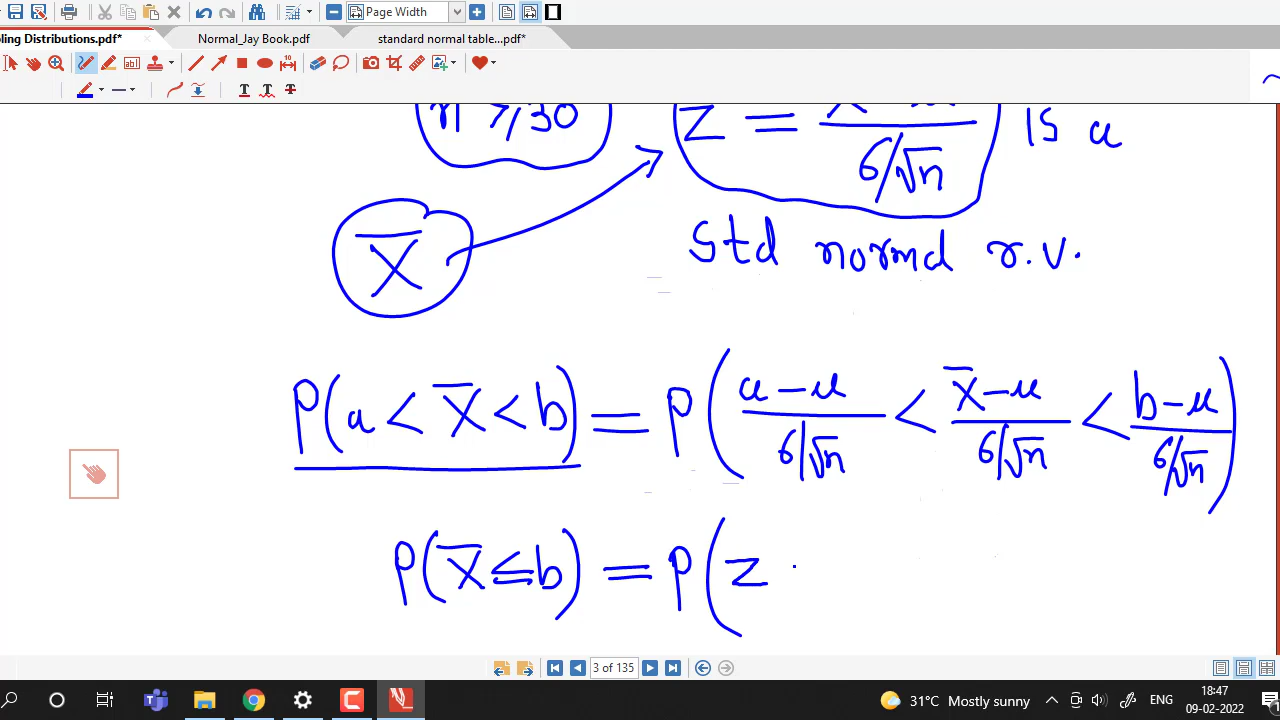 Page Width
pling Distributions.pdf*
Normal_Jay Book.pdf
standard normal table...pdf*
n ≥ 30
Z = X̄ - μ / σ/√n is a
X̄
Std normal r.v.
P(a < X̄ < b) = P( a - μ / σ/√n < X̄ - μ / σ/√n < b - μ / σ/√n )
P(X̄ ≤ b) = P( Z
3 of 135
31°C Mostly sunny
ENG
18:47
09-02-2022